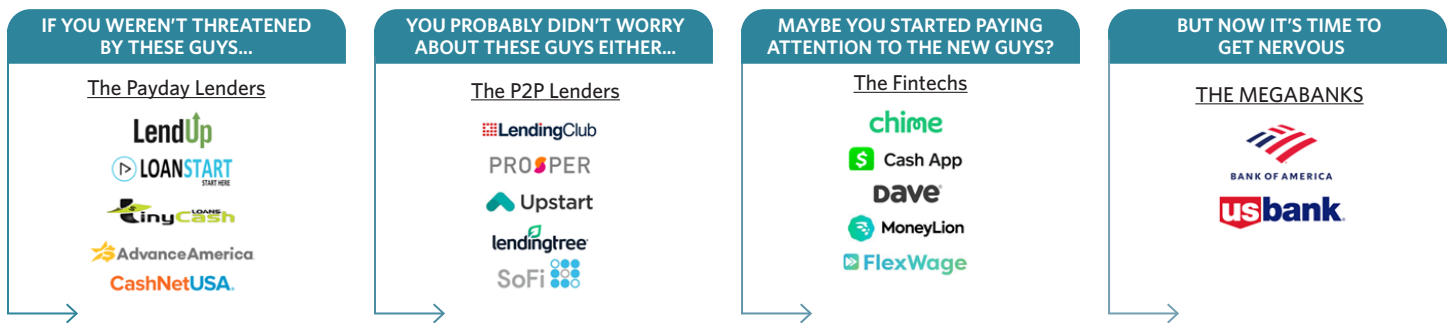 IF YOU WEREN'T THREATENED
BY THESE GUYS...
The Payday Lenders
LendUp
LOANSTART
START HERE
tinyCash
LOANS
AdvanceAmerica
CashNetUSA.
YOU PROBABLY DIDN'T WORRY
ABOUT THESE GUYS EITHER...
The P2P Lenders
LendingClub
PROSPER
Upstart
lendingtree
SoFi
MAYBE YOU STARTED PAYING
ATTENTION TO THE NEW GUYS?
The Fintechs
chime
$ Cash App
Dave
MoneyLion
FlexWage
BUT NOW IT'S TIME TO
GET NERVOUS
THE MEGABANKS
BANK OF AMERICA
usbank.